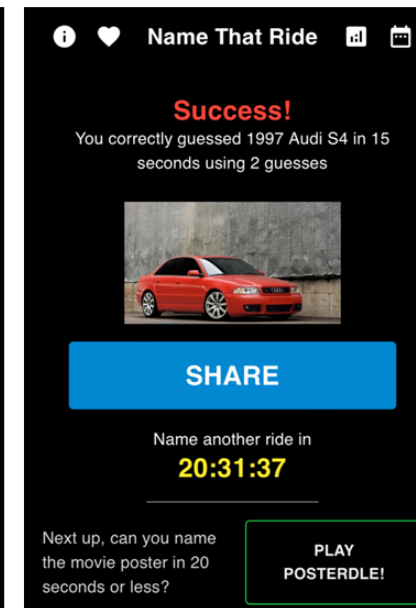 Name That Ride
Success!
You correctly guessed 1997 Audi S4 in 15
seconds using 2 guesses
SHARE
Name another ride in
20:31:37
Next up, can you name
the movie poster in 20
seconds or less?
PLAY
POSTERDLE!